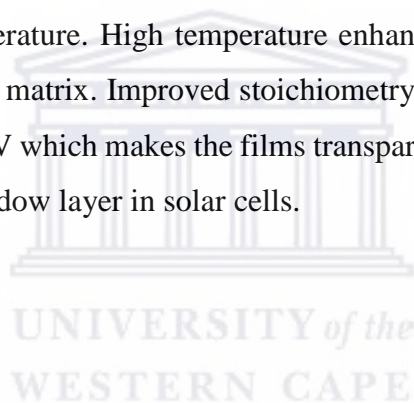 erature. High temperature enhan
matrix. Improved stoichiometry
V which makes the films transpar
dow layer in solar cells.
UNIVERSITY of the
WESTERN CAPE